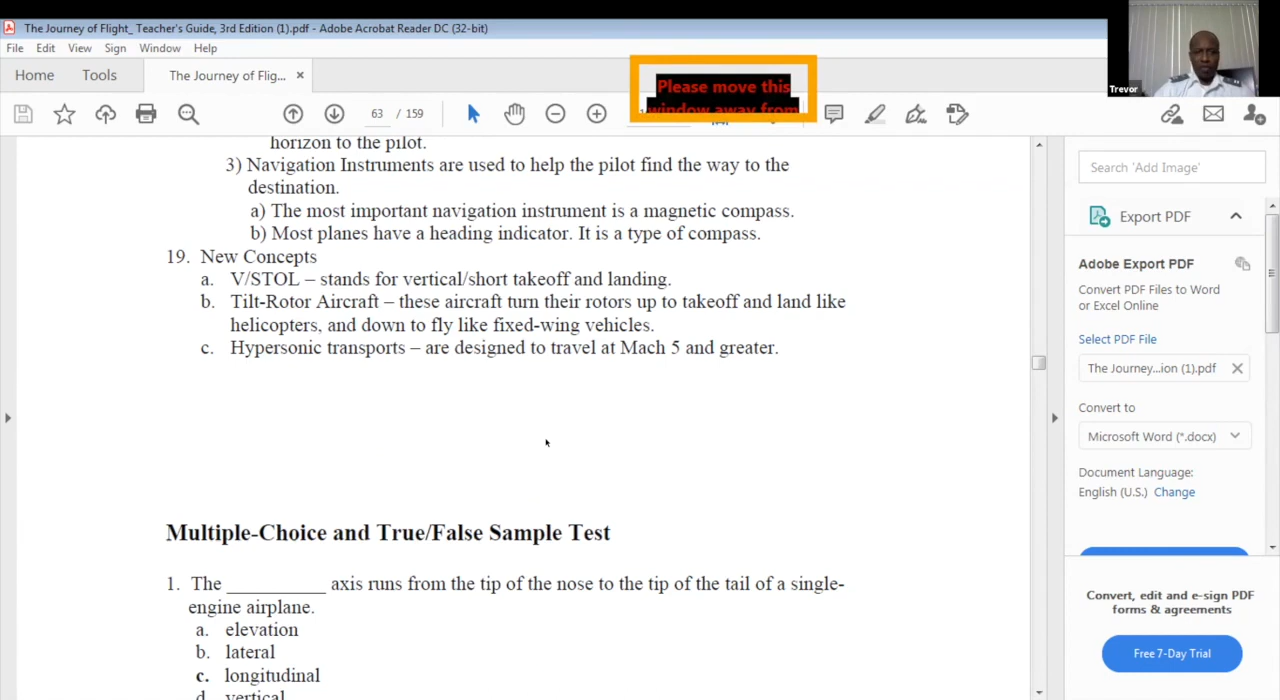 The Journey of Flight_ Teacher's Guide, 3rd Edition (1).pdf - Adobe Acrobat Reader DC (32-bit)
File Edit View Sign Window Help
Home Tools The Journey of Flig... ×
63 / 159
Please move this
window away from
Trevor
horizon to the pilot.
3) Navigation Instruments are used to help the pilot find the way to the
destination.
a) The most important navigation instrument is a magnetic compass.
b) Most planes have a heading indicator. It is a type of compass.
19. New Concepts
a. V/STOL – stands for vertical/short takeoff and landing.
b. Tilt-Rotor Aircraft – these aircraft turn their rotors up to takeoff and land like
helicopters, and down to fly like fixed-wing vehicles.
c. Hypersonic transports – are designed to travel at Mach 5 and greater.
Multiple-Choice and True/False Sample Test
1. The __________ axis runs from the tip of the nose to the tip of the tail of a single-
engine airplane.
a. elevation
b. lateral
c. longitudinal
d. vertical
Search 'Add Image'
Export PDF
Adobe Export PDF
Convert PDF Files to Word
or Excel Online
Select PDF File
The Journey...ion (1).pdf
Convert to
Microsoft Word (*.docx)
Document Language:
English (U.S.) Change
Convert, edit and e-sign PDF
forms & agreements
Free 7-Day Trial